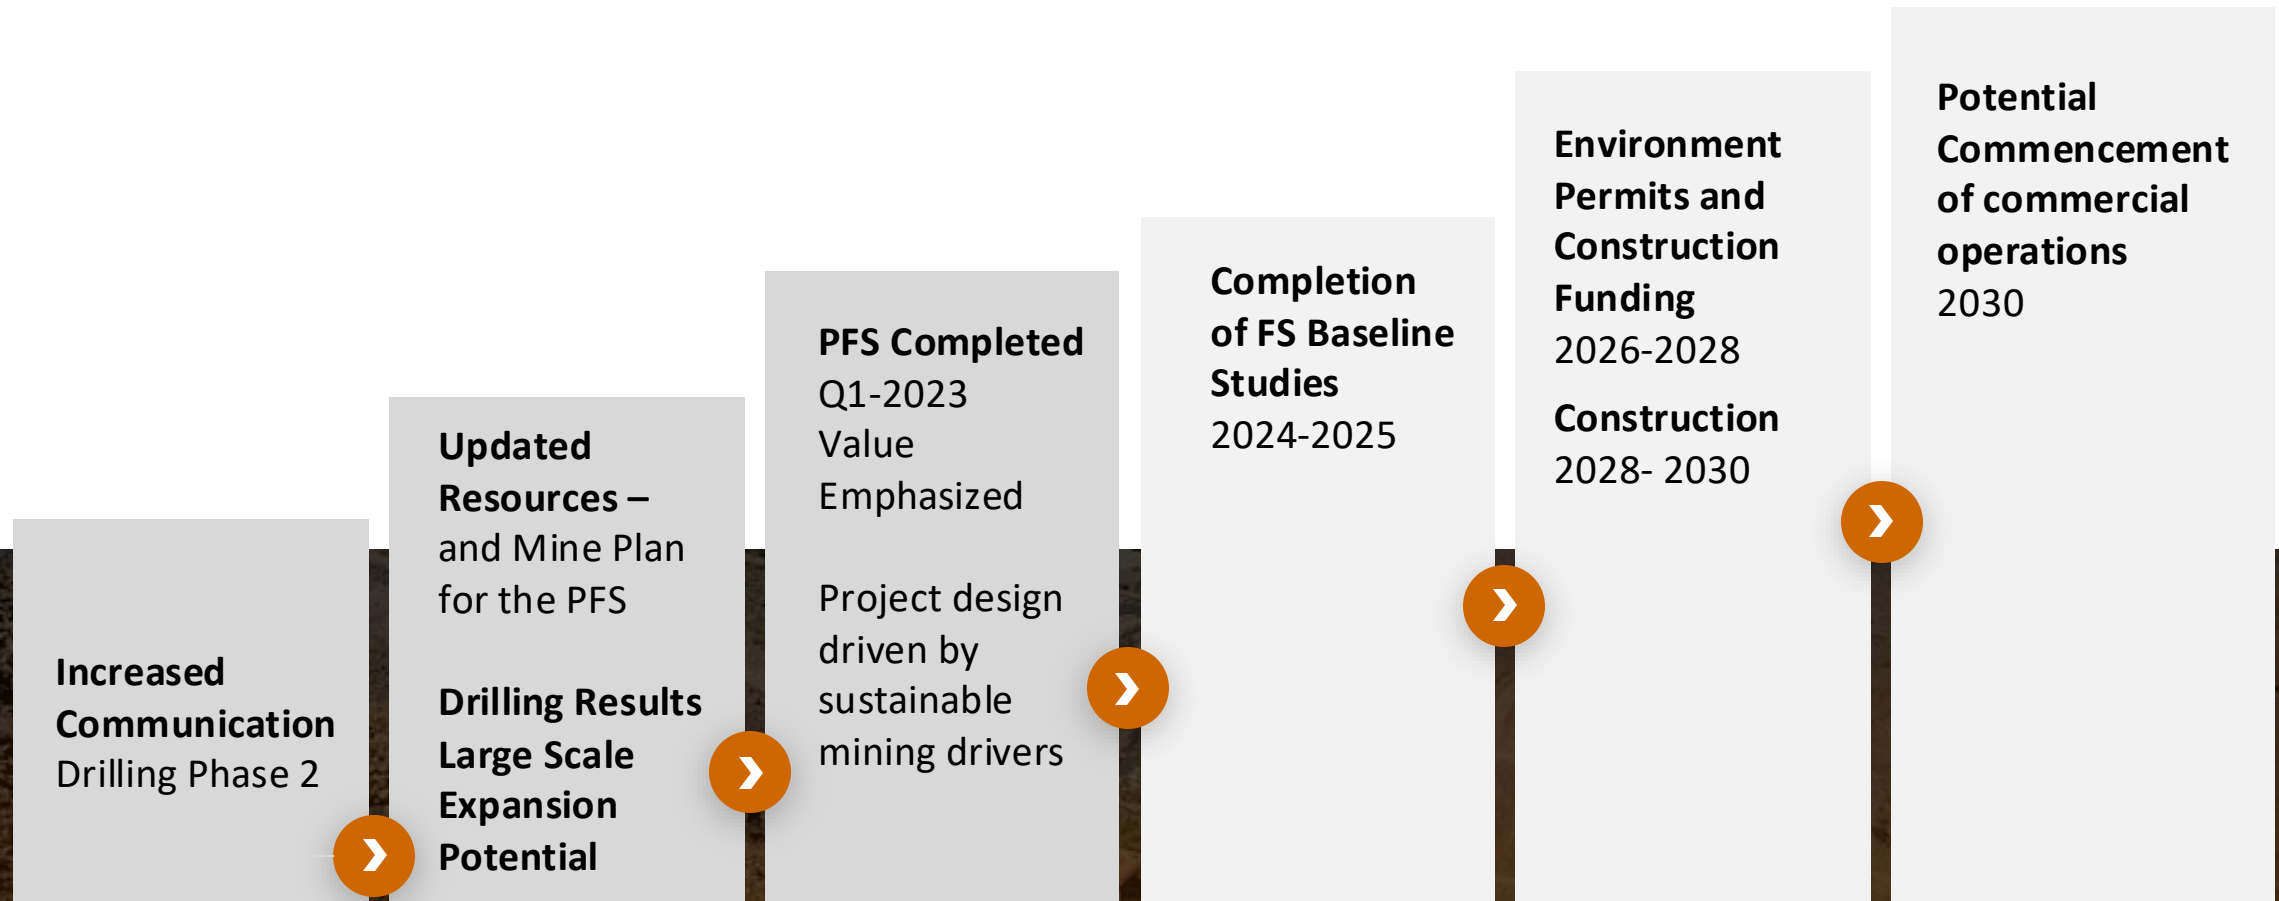 Increased
Communication
Drilling Phase 2
Updated
Resources –
and Mine Plan
for the PFS
Drilling Results
Large Scale
Expansion
Potential
PFS Completed
Q1-2023
Value
Emphasized
Project design
driven by
sustainable
mining drivers
Completion
of FS Baseline
Studies
2024-2025
Environment
Permits and
Construction
Funding
2026-2028
Construction
2028- 2030
Potential
Commencement
of commercial
operations
2030